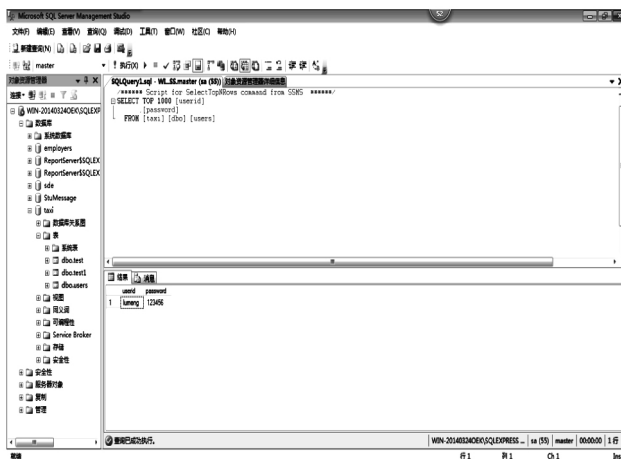 Microsoft SQL Server Management Studio
52
文件(F) 编辑(E) 查看(V) 查询(Q) 调试(D) 工具(T) 窗口(W) 社区(C) 帮助(H)
新建查询(N)
master
执行(X)
对象资源管理器
SQLQuery1.sql - WI...SS.master (sa (55)) 对象资源管理器详细信息
连接
/****** Script for SelectTopNRows command from SSMS ******/
SELECT TOP 1000 [userid]
[password]
FROM [taxi] [dbo] [users]
WIN-20140324OEK\SQLEXP
数据库
系统数据库
employers
ReportServer$SQLEX
ReportServer$SQLEX
sde
StuMessage
taxi
数据库关系图
表
系统表
dbo.test
dbo.test1
dbo.users
视图
同义词
可编程性
Service Broker
存储
安全性
安全性
服务器对象
复制
管理
结果 消息
userid password
1 lumeng 123456
查询已成功执行。
WIN-20140324OEK\SQLEXPRESS ... sa (55) master 00:00:00 1 行
就绪
行 1 列 1 Ch 1 Ins